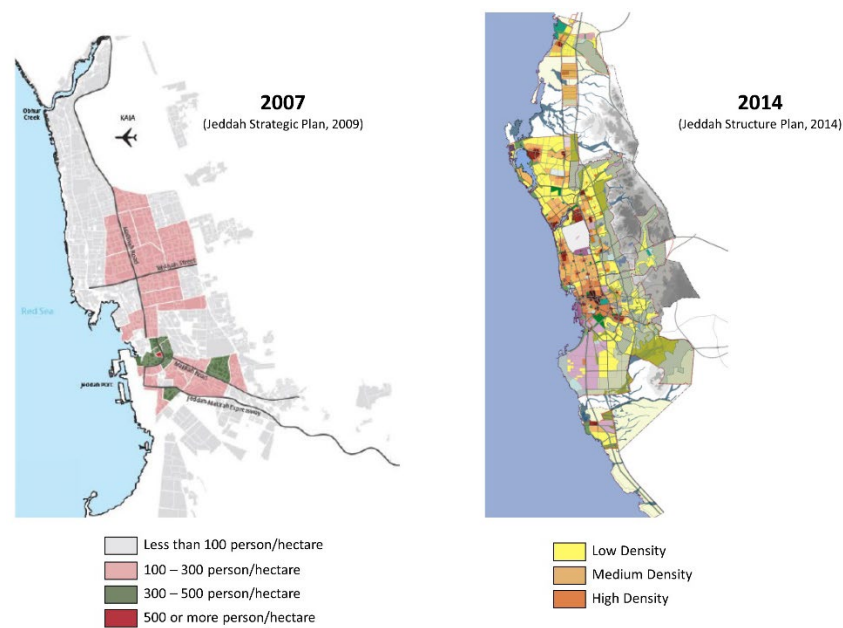 2007
(Jeddah Strategic Plan, 2009)
2014
(Jeddah Structure Plan, 2014)
Obhur
Creek
KAIA
Red Sea
Jeddah Port
Less than 100 person/hectare
100 – 300 person/hectare
300 – 500 person/hectare
500 or more person/hectare
Low Density
Medium Density
High Density